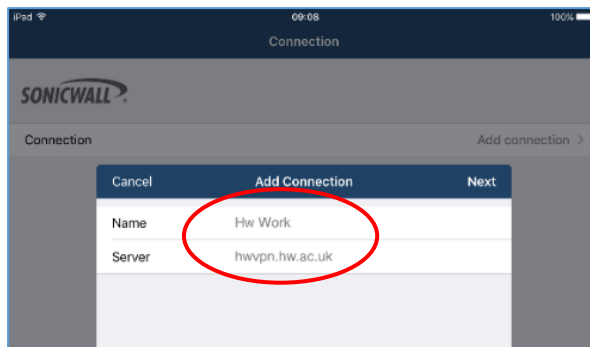 iPad 09:08 100%
Connection
SONICWALL
Connection Add connection >
Cancel Add Connection Next
Name Hw Work
Server hwvpn.hw.ac.uk